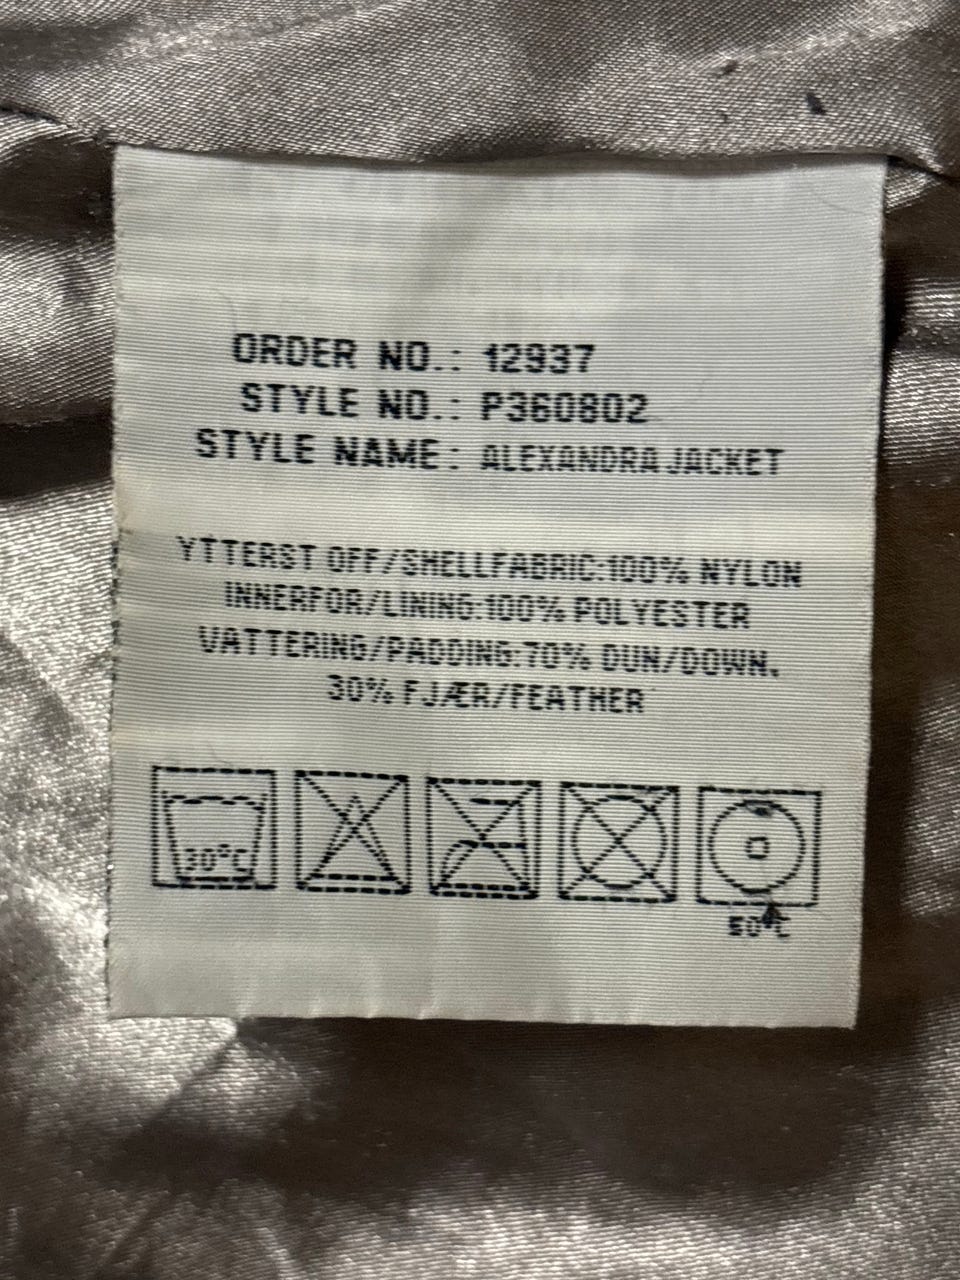 ORDER NO.: 12937
STYLE NO.: P360802
STYLE NAME: ALEXANDRA JACKET
YTTERST OFF/SHELLFABRIC:100% NYLON
INNERFOR/LINING:100% POLYESTER
VATTERING/PADDING:70% DUN/DOWN.
30% FJÆR/FEATHER
30°C
50°C